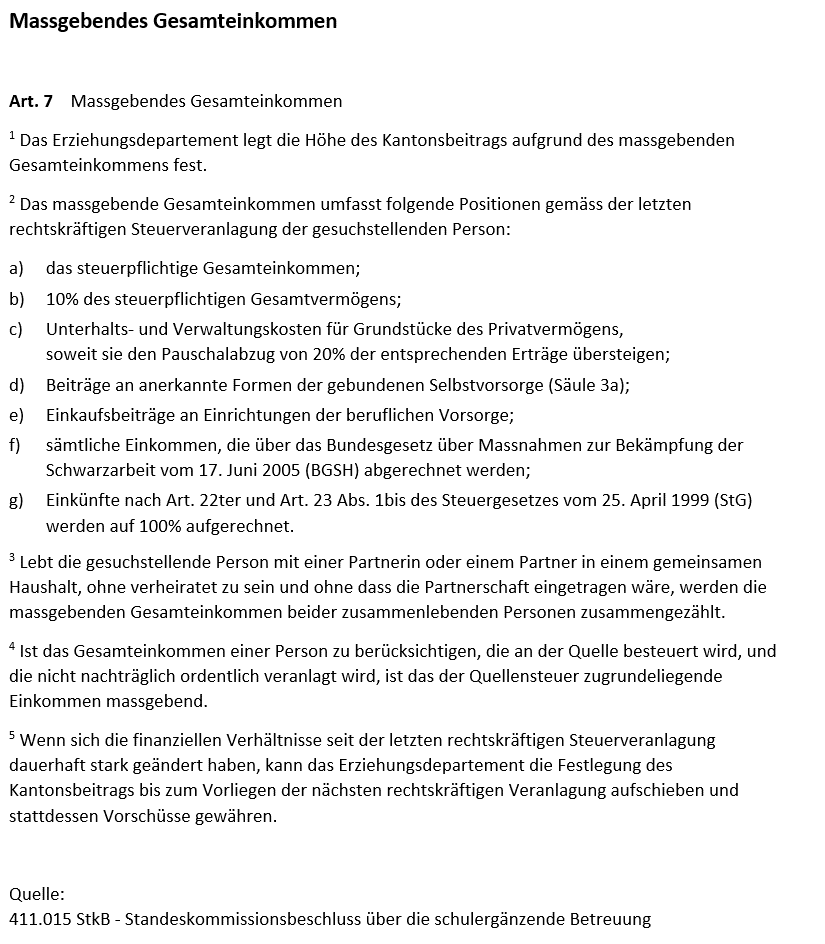 Massgebendes Gesamteinkommen
Art. 7 Massgebendes Gesamteinkommen
¹ Das Erziehungsdepartement legt die Höhe des Kantonsbeitrags aufgrund des massgebenden
Gesamteinkommens fest.
² Das massgebende Gesamteinkommen umfasst folgende Positionen gemäss der letzten
rechtskräftigen Steuerveranlagung der gesuchstellenden Person:
a) das steuerpflichtige Gesamteinkommen;
b) 10% des steuerpflichtigen Gesamtvermögens;
c) Unterhalts- und Verwaltungskosten für Grundstücke des Privatvermögens,
soweit sie den Pauschalabzug von 20% der entsprechenden Erträge übersteigen;
d) Beiträge an anerkannte Formen der gebundenen Selbstvorsorge (Säule 3a);
e) Einkaufsbeiträge an Einrichtungen der beruflichen Vorsorge;
f) sämtliche Einkommen, die über das Bundesgesetz über Massnahmen zur Bekämpfung der
Schwarzarbeit vom 17. Juni 2005 (BGSH) abgerechnet werden;
g) Einkünfte nach Art. 22ter und Art. 23 Abs. 1bis des Steuergesetzes vom 25. April 1999 (StG)
werden auf 100% aufgerechnet.
³ Lebt die gesuchstellende Person mit einer Partnerin oder einem Partner in einem gemeinsamen
Haushalt, ohne verheiratet zu sein und ohne dass die Partnerschaft eingetragen wäre, werden die
massgebenden Gesamteinkommen beider zusammenlebenden Personen zusammengezählt.
⁴ Ist das Gesamteinkommen einer Person zu berücksichtigen, die an der Quelle besteuert wird, und
die nicht nachträglich ordentlich veranlagt wird, ist das der Quellensteuer zugrundeliegende
Einkommen massgebend.
⁵ Wenn sich die finanziellen Verhältnisse seit der letzten rechtskräftigen Steuerveranlagung
dauerhaft stark geändert haben, kann das Erziehungsdepartement die Festlegung des
Kantonsbeitrags bis zum Vorliegen der nächsten rechtskräftigen Veranlagung aufschieben und
stattdessen Vorschüsse gewähren.
Quelle:
411.015 StkB - Standeskommissionsbeschluss über die schulergänzende Betreuung